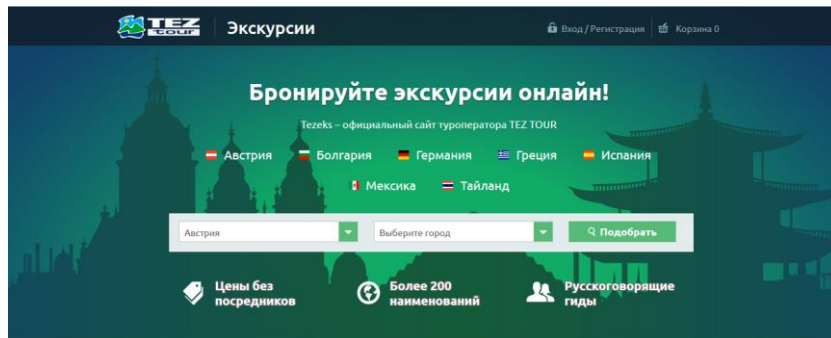 TEZ TOUR
Экскурсии
Вход / Регистрация
Корзина 0
Бронируйте экскурсии онлайн!
Tezeks – официальный сайт туроператора TEZ TOUR
Австрия Болгария Германия Греция Испания
Мексика Тайланд
Австрия
Выберите город
Подобрать
Цены без
посредников
Более 200
наименований
Русскоговорящие
гиды